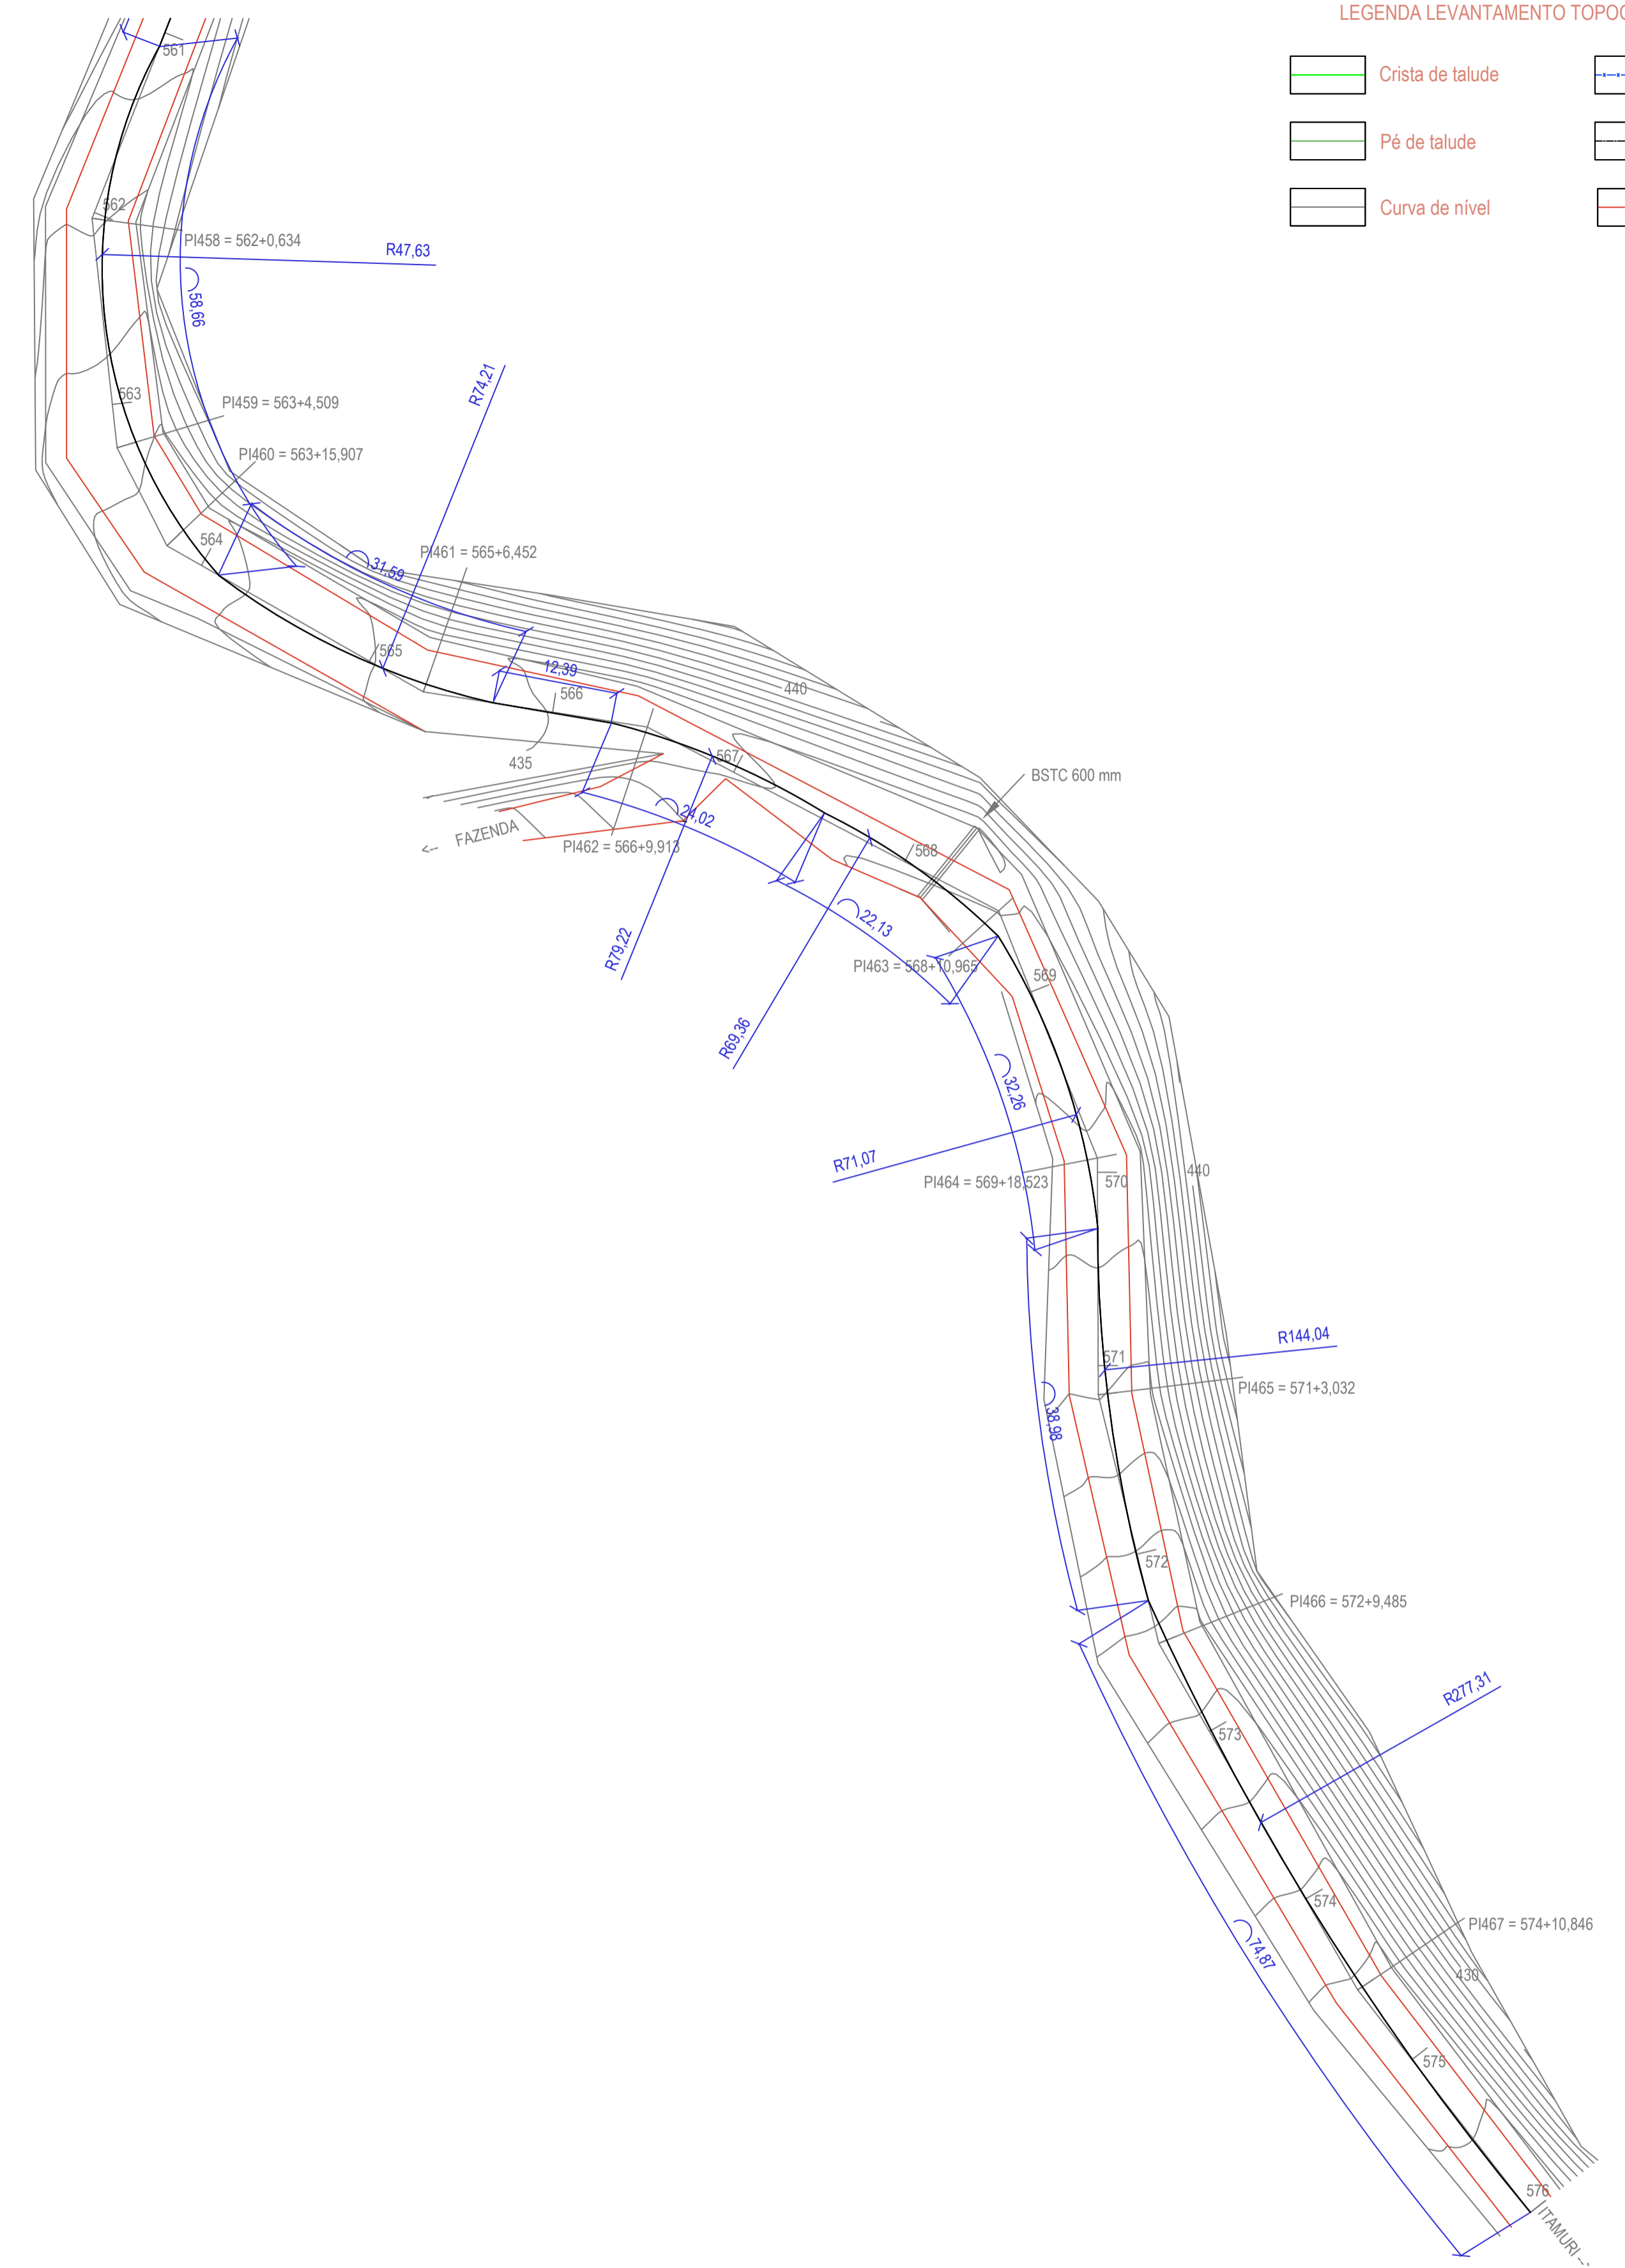 LEGENDA LEVANTAMENTO TOPOG
Crista de talude
Pé de talude
Curva de nível
561
562
PI458 = 562+0,634
R47,63
58,66
R74,21
563
PI459 = 563+4,509
PI460 = 563+15,907
564
PI461 = 565+6,452
31,59
565
12,39
566
440
435
567
BSTC 600 mm
24,02
<-- FAZENDA
PI462 = 566+9,913
568
22,13
R79,22
PI463 = 568+10,965
569
R69,36
32,26
R71,07
440
PI464 = 569+18,523
570
R144,04
571
PI465 = 571+3,032
38,98
572
PI466 = 572+9,485
R277,31
573
574
PI467 = 574+10,846
74,87
430
575
576
ITAMURI -->